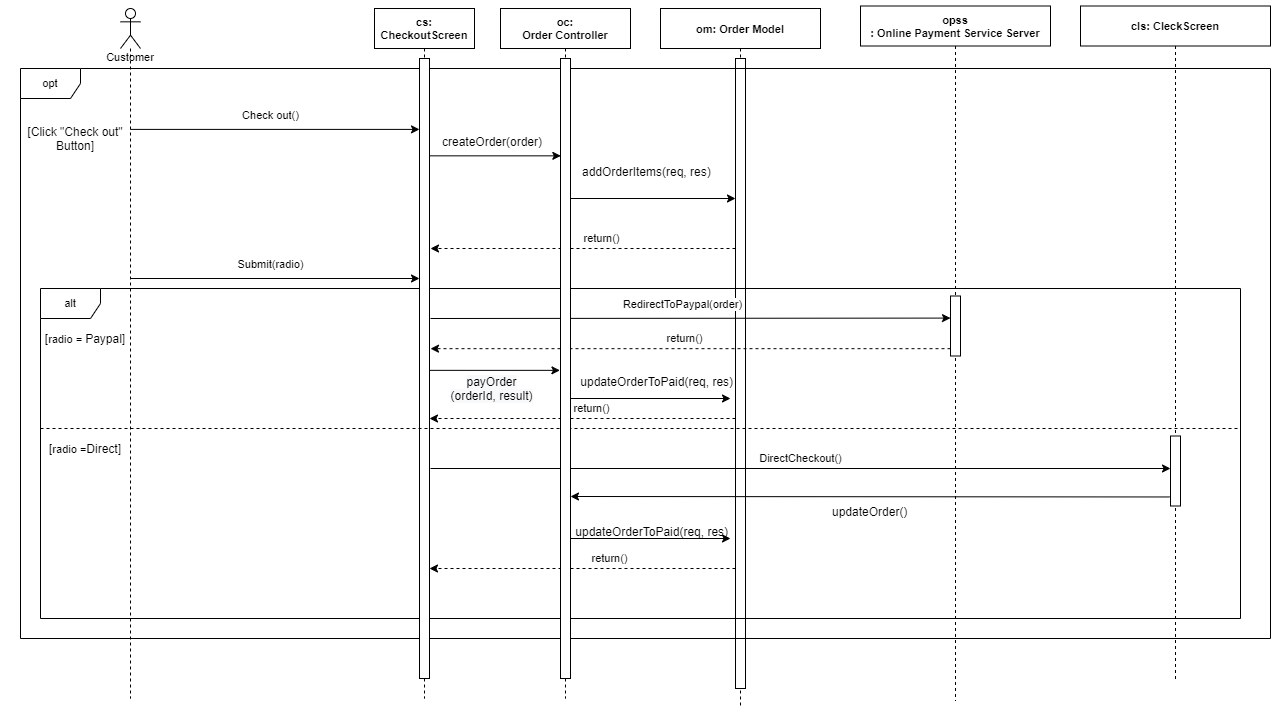 cs:
CheckoutScreen
oc:
Order Controller
om: Order Model
opss
: Online Payment Service Server
cls: CleckScreen
Customer
opt
[Click "Check out"
Button]
Check out()
createOrder(order)
addOrderItems(req, res)
return()
Submit(radio)
alt
[radio = Paypal]
RedirectToPaypal(order)
return()
payOrder
(orderId, result)
updateOrderToPaid(req, res)
return()
[radio =Direct]
DirectCheckout()
updateOrder()
updateOrderToPaid(req, res)
return()